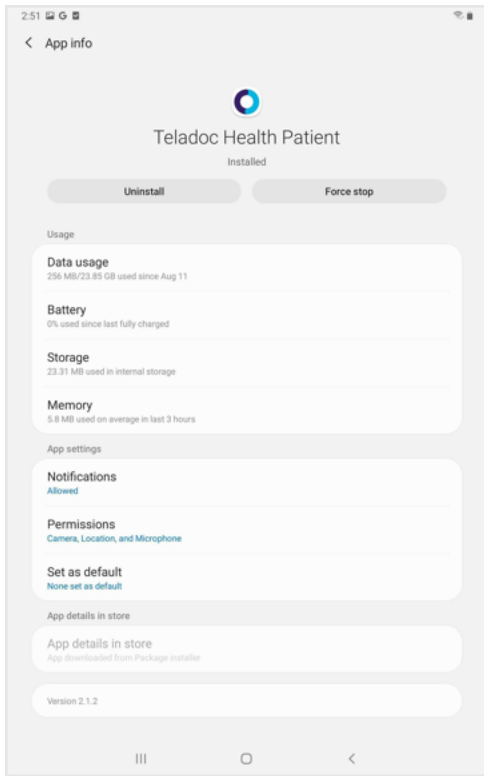 2:51 G
App info
Teladoc Health Patient
Installed
Uninstall Force stop
Usage
Data usage
256 MB/23.85 GB used since Aug 11
Battery
0% used since last fully charged
Storage
23.31 MB used in internal storage
Memory
5.8 MB used on average in last 3 hours
App settings
Notifications
Allowed
Permissions
Camera, Location, and Microphone
Set as default
None set as default
App details in store
App details in store
App downloaded from Package installer
Version 2.1.2